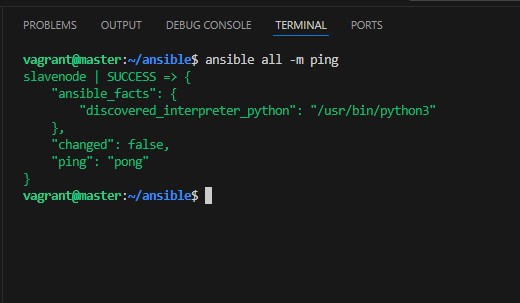 PROBLEMS OUTPUT DEBUG CONSOLE TERMINAL PORTS
vagrant@master:~/ansible$ ansible all -m ping
slavenode | SUCCESS => {
    "ansible_facts": {
        "discovered_interpreter_python": "/usr/bin/python3"
    },
    "changed": false,
    "ping": "pong"
}
vagrant@master:~/ansible$